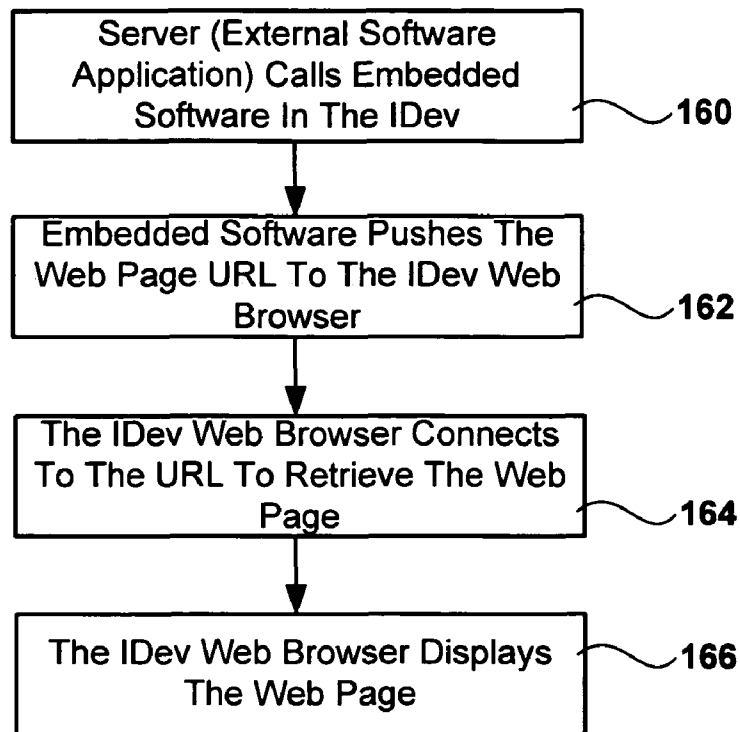 Server (External Software
Application) Calls Embedded
Software In The IDev
160
Embedded Software Pushes The
Web Page URL To The IDev Web
Browser
162
The IDev Web Browser Connects
To The URL To Retrieve The Web
Page
164
The IDev Web Browser Displays
The Web Page
166